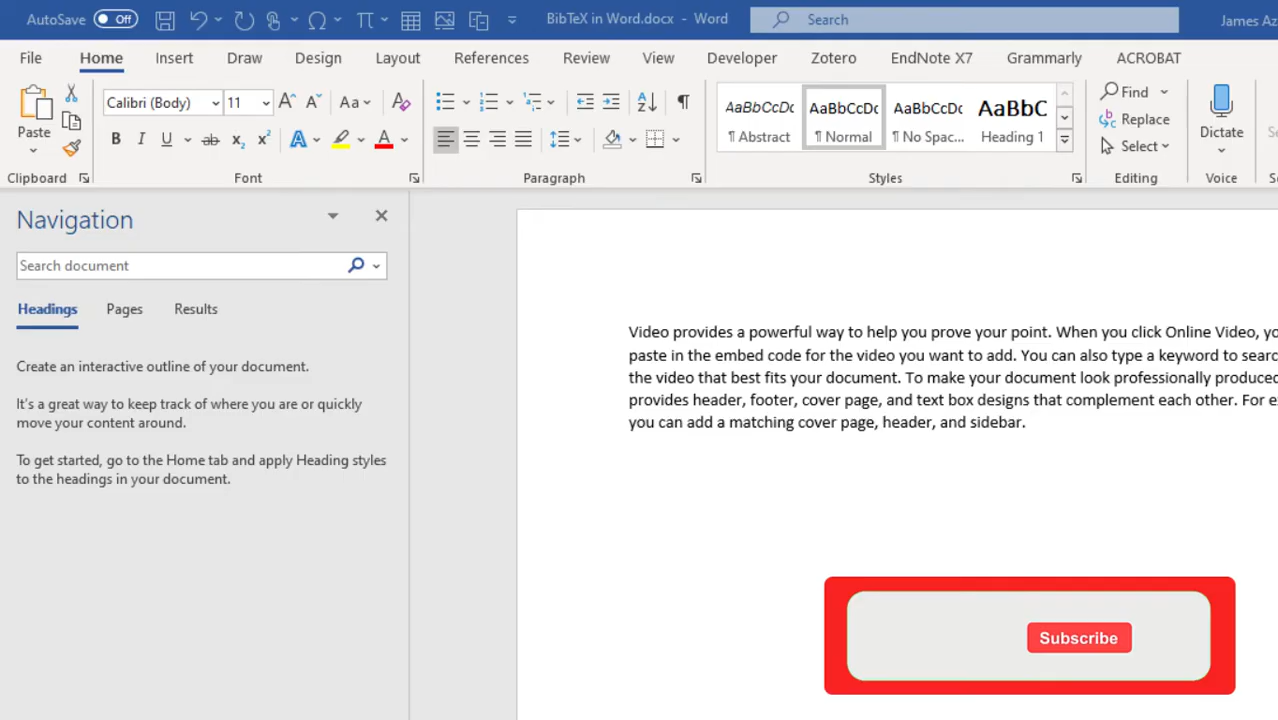 AutoSave Off BibTeX in Word.docx - Word Search James Az
File Home Insert Draw Design Layout References Review View Developer Zotero EndNote X7 Grammarly ACROBAT
Paste
Calibri (Body) 11 Aa
B I U ab x2 x2 A A
AaBbCcDc AaBbCcDc AaBbCcDc AaBbC
¶ Abstract ¶ Normal ¶ No Spac... Heading 1
Find
Replace
Select
Dictate
Clipboard Font Paragraph Styles Editing Voice
Navigation
Search document
Headings Pages Results
Create an interactive outline of your document.
It's a great way to keep track of where you are or quickly
move your content around.
To get started, go to the Home tab and apply Heading styles
to the headings in your document.
Video provides a powerful way to help you prove your point. When you click Online Video, yo
paste in the embed code for the video you want to add. You can also type a keyword to searc
the video that best fits your document. To make your document look professionally produced
provides header, footer, cover page, and text box designs that complement each other. For ex
you can add a matching cover page, header, and sidebar.
Subscribe